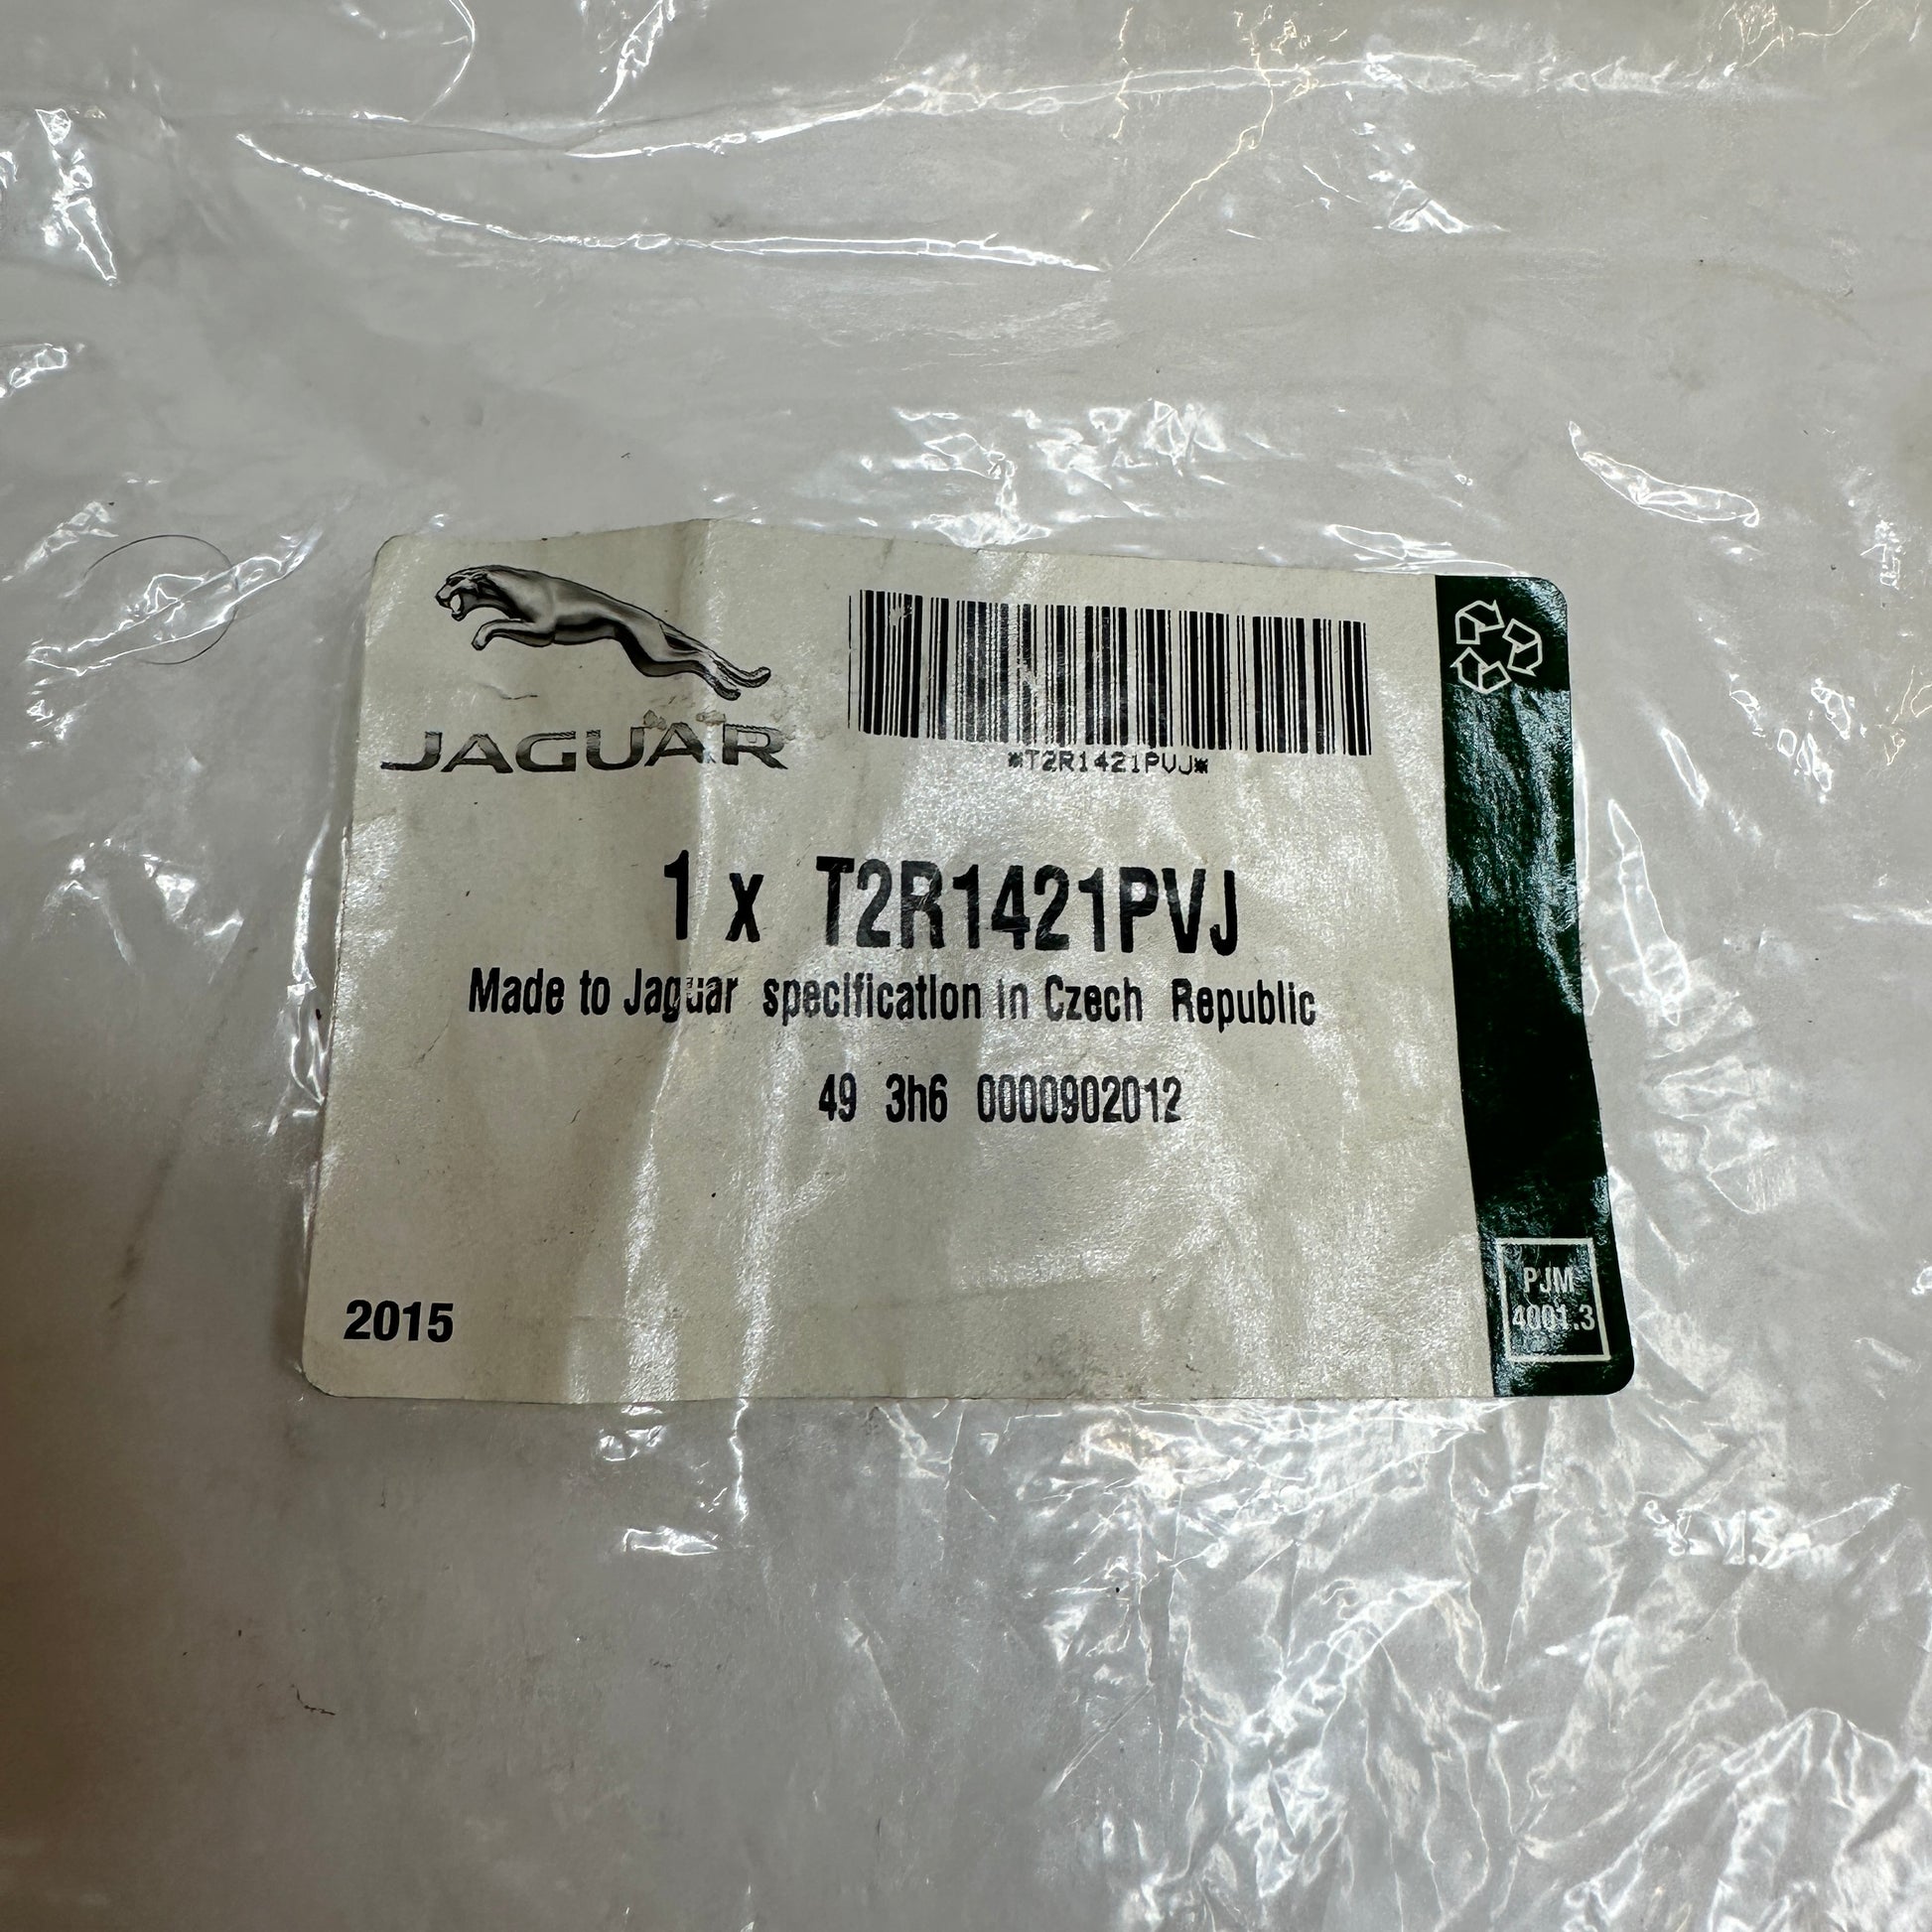 JAGUAR
*T2R1421PVJ*
1 x T2R1421PVJ
Made to Jaguar specification in Czech Republic
49 3h6 0000902012
2015
PJM
4001.3